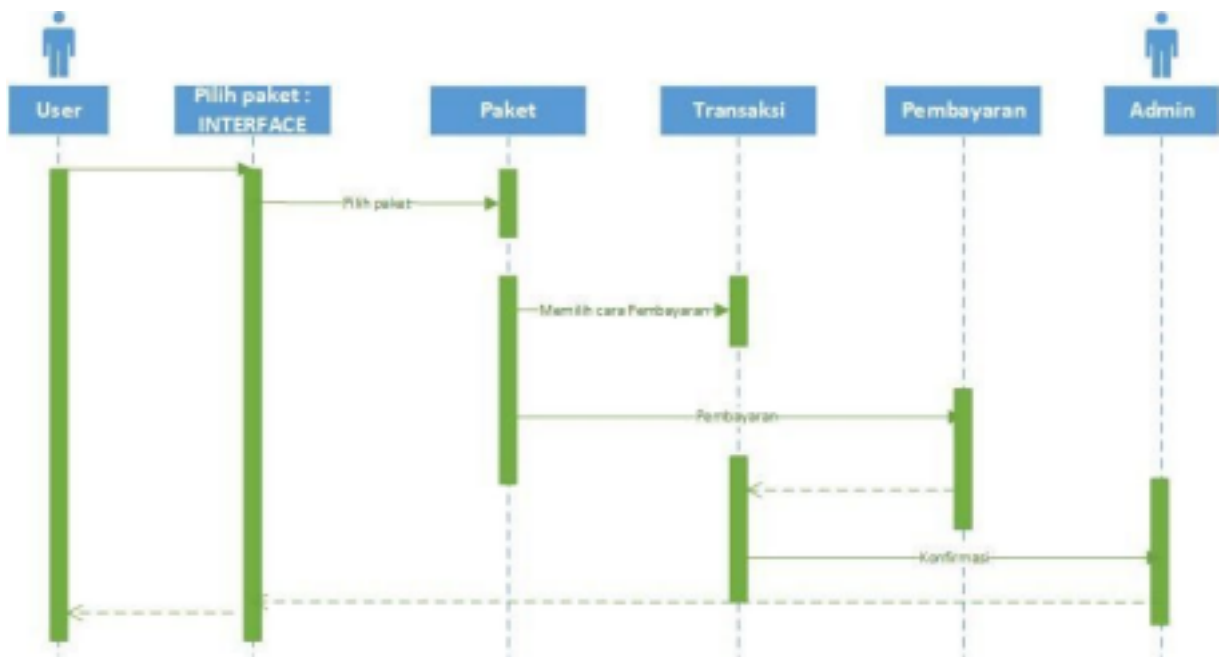 User
Pilih paket :
INTERFACE
Paket
Transaksi
Pembayaran
Admin
Pilih paket
Memilih cara Pembayaran
Pembayaran
Konfirmasi